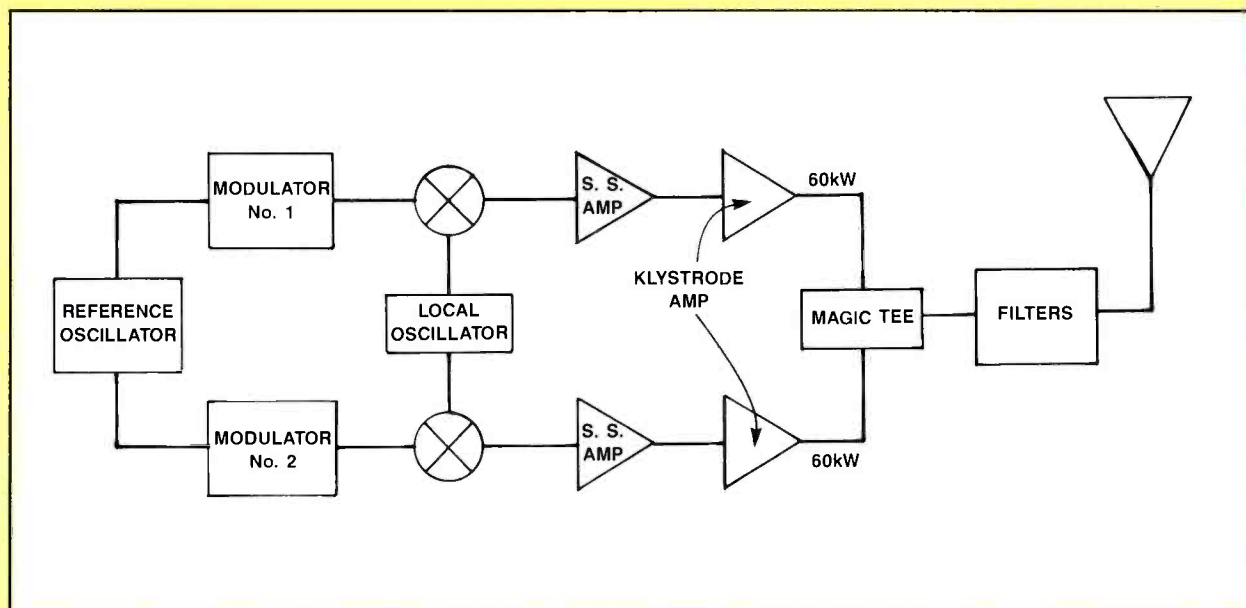 MODULATOR
No. 1
S. S.
AMP
60kW
REFERENCE
OSCILLATOR
LOCAL
OSCILLATOR
KLYSTRODE
AMP
MAGIC TEE
FILTERS
MODULATOR
No. 2
S. S.
AMP
60kW